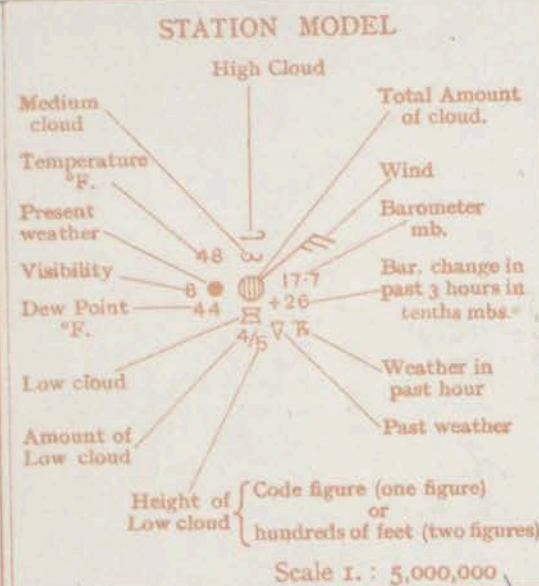 STATION MODEL
High Cloud
Medium
cloud
Total Amount
of cloud.
Temperature
°F.
Wind
Present
weather
Barometer
mb.
48
Visibility
6
17·7
Bar. change in
past 3 hours in
tenths mbs.
Dew Point
°F.
44
+26
4/5
Low cloud
Weather in
past hour
Amount of
Low cloud
Past weather
Height of
Low cloud
Code figure (one figure)
or
hundreds of feet (two figures)
Scale 1. : 5,000,000